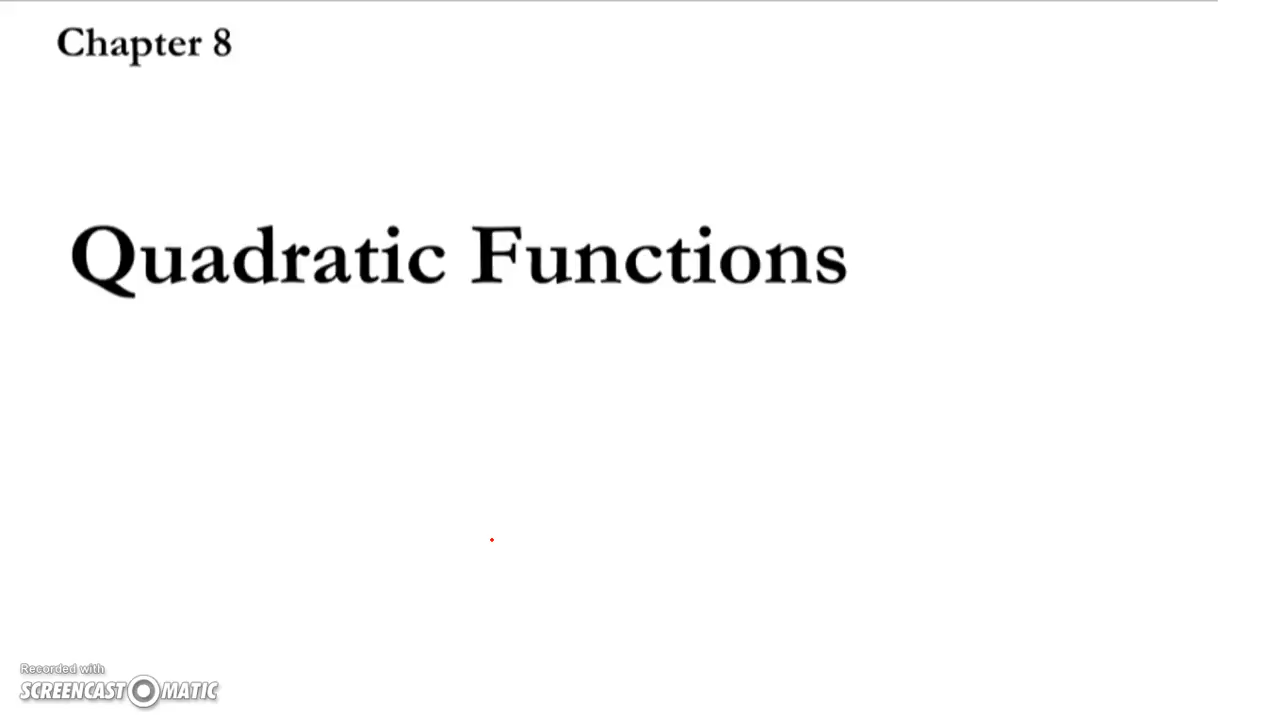 Chapter 8
Quadratic Functions
Recorded with
SCREENCAST-O-MATIC